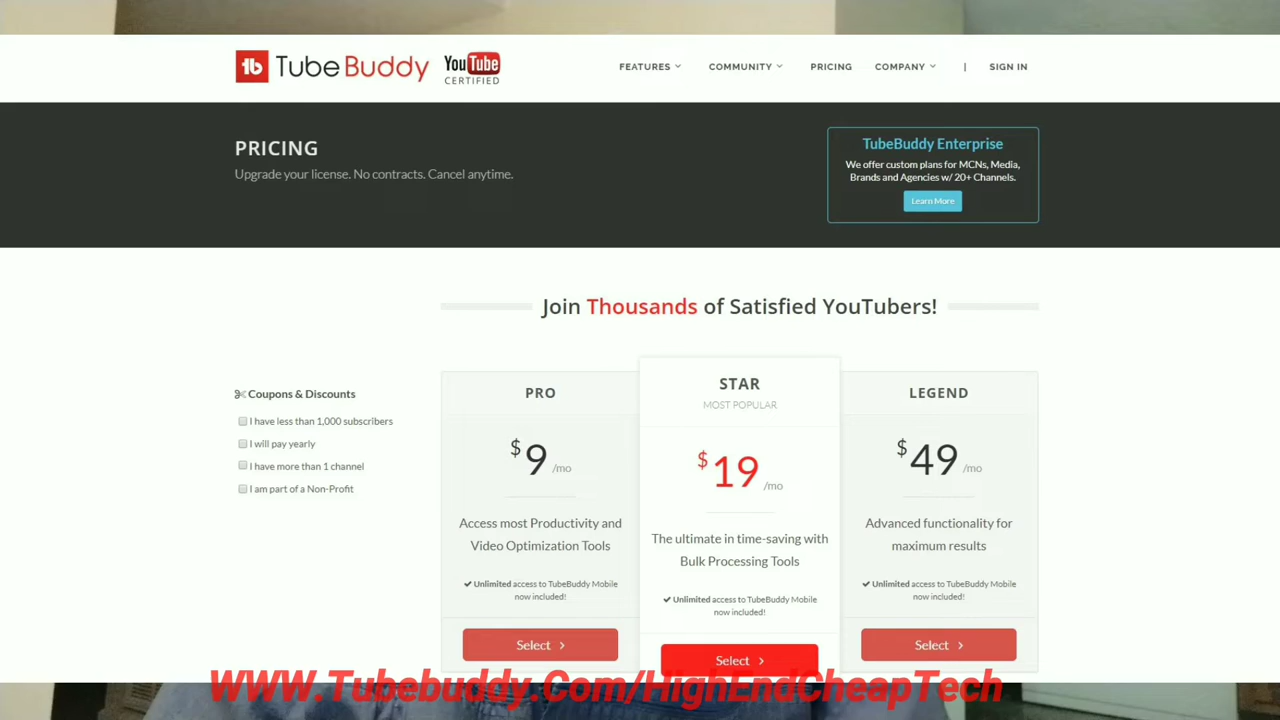 TubeBuddy YouTube CERTIFIED
FEATURES COMMUNITY PRICING COMPANY | SIGN IN
PRICING
Upgrade your license. No contracts. Cancel anytime.
TubeBuddy Enterprise
We offer custom plans for MCNs, Media,
Brands and Agencies w/ 20+ Channels.
Learn More
Join Thousands of Satisfied YouTubers!
Coupons & Discounts
I have less than 1,000 subscribers
I will pay yearly
I have more than 1 channel
I am part of a Non-Profit
PRO
$9 /mo
Access most Productivity and
Video Optimization Tools
✔ Unlimited access to TubeBuddy Mobile
now included!
Select >
STAR
MOST POPULAR
$19 /mo
The ultimate in time-saving with
Bulk Processing Tools
✔ Unlimited access to TubeBuddy Mobile
now included!
Select >
LEGEND
$49 /mo
Advanced functionality for
maximum results
✔ Unlimited access to TubeBuddy Mobile
now included!
Select >
WWW.Tubebuddy.Com/HighEndCheapTech